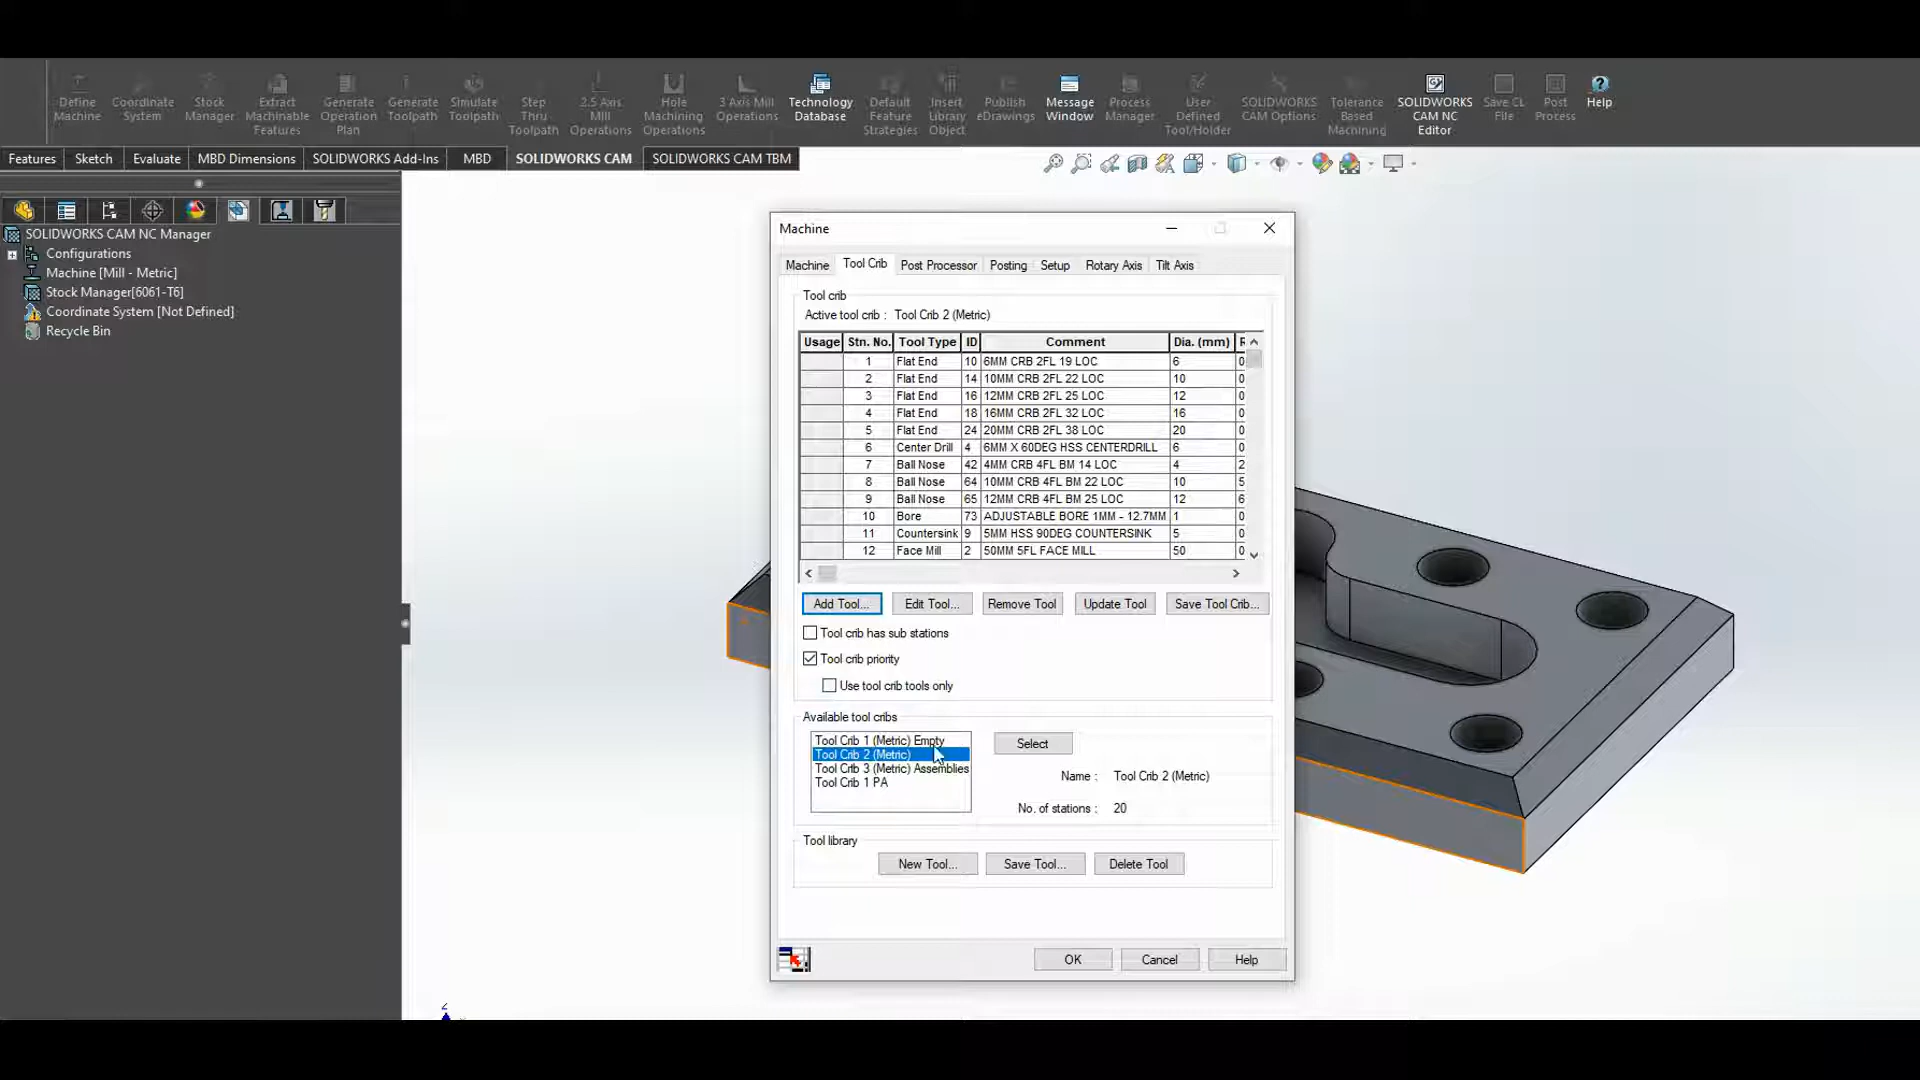 Define Machine
Coordinate System
Stock Manager
Extract Machinable Features
Generate Operation Plan
Generate Toolpath
Simulate Toolpath
Step Thru Toolpath
2.5 Axis Mill Operations
Hole Machining Operations
3 Axis Mill Operations
Technology Database
Default Feature Strategies
Insert Library Object
Publish eDrawings
Message Window
Process Manager
User Defined Tool/Holder
SOLIDWORKS CAM Options
Tolerance Based Machining
SOLIDWORKS CAM NC Editor
Save CL File
Post Process
Help
Features Sketch Evaluate MBD Dimensions SOLIDWORKS Add-Ins MBD SOLIDWORKS CAM SOLIDWORKS CAM TBM
SOLIDWORKS CAM NC Manager
Configurations
Machine [Mill - Metric]
Stock Manager[6061-T6]
Coordinate System [Not Defined]
Recycle Bin
Machine
Machine Tool Crib Post Processor Posting Setup Rotary Axis Tilt Axis
Tool crib
Active tool crib : Tool Crib 2 (Metric)
Usage Stn. No. Tool Type ID Comment Dia. (mm)
1 Flat End 10 6MM CRB 2FL 19 LOC 6 0
2 Flat End 14 10MM CRB 2FL 22 LOC 10 0
3 Flat End 16 12MM CRB 2FL 25 LOC 12 0
4 Flat End 18 16MM CRB 2FL 32 LOC 16 0
5 Flat End 24 20MM CRB 2FL 38 LOC 20 0
6 Center Drill 4 6MM X 60DEG HSS CENTERDRILL 6 0
7 Ball Nose 42 4MM CRB 4FL BM 14 LOC 4 2
8 Ball Nose 64 10MM CRB 4FL BM 22 LOC 10 5
9 Ball Nose 65 12MM CRB 4FL BM 25 LOC 12 6
10 Bore 73 ADJUSTABLE BORE 1MM - 12.7MM 1 0
11 Countersink 9 5MM HSS 90DEG COUNTERSINK 5 0
12 Face Mill 2 50MM 5FL FACE MILL 50 0
Add Tool... Edit Tool... Remove Tool Update Tool Save Tool Crib...
Tool crib has sub stations
Tool crib priority
Use tool crib tools only
Available tool cribs
Tool Crib 1 (Metric) Empty
Tool Crib 2 (Metric)
Tool Crib 3 (Metric) Assemblies
Tool Crib 1 PA
Select
Name : Tool Crib 2 (Metric)
No. of stations : 20
Tool library
New Tool... Save Tool... Delete Tool
OK Cancel Help